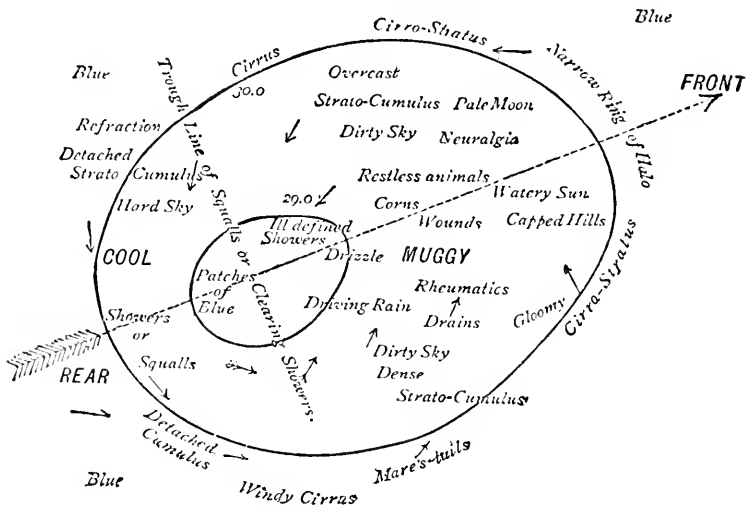 Blue
Cirro-Stratus
Narrow Ring of Halo
Blue
Cirrus
30.0
Overcast
FRONT
Trough Line of Squalls or Clearing Showers.
Strato-Cumulus
Pale Moon
Refraction
Dirty Sky
Neuralgia
Detached
Strato Cumulus
Restless animals
Hard Sky
29.0
Corns
Watery Sun
Wounds
Capped Hills
Ill defined
Showers
COOL
Drizzle
MUGGY
Patches
of
Blue
Rheumatics
Driving Rain
Drains
Gloomy
Cirro-Stratus
Showers
or
Squalls
Dirty Sky
Dense
Strato-Cumulus
REAR
Detached
Cumulus
Mare's-tails
Blue
Windy Cirrus